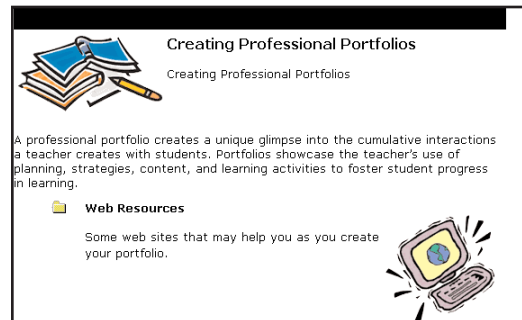 Creating Professional Portfolios
Creating Professional Portfolios
A professional portfolio creates a unique glimpse into the cumulative interactions
a teacher creates with students. Portfolios showcase the teacher's use of
planning, strategies, content, and learning activities to foster student progress
in learning.
Web Resources
Some web sites that may help you as you create
your portfolio.